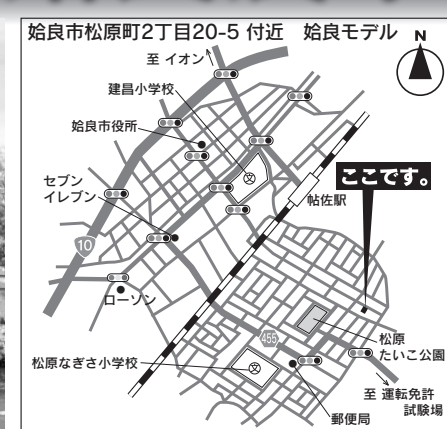 姶良市松原町2丁目20-5 付近　姶良モデル
N
至 イオン
建昌小学校
姶良市役所
セブン
イレブン
ここです。
帖佐駅
10
ローソン
455
松原
たいこ公園
松原なぎさ小学校
至 運転免許
試験場
郵便局